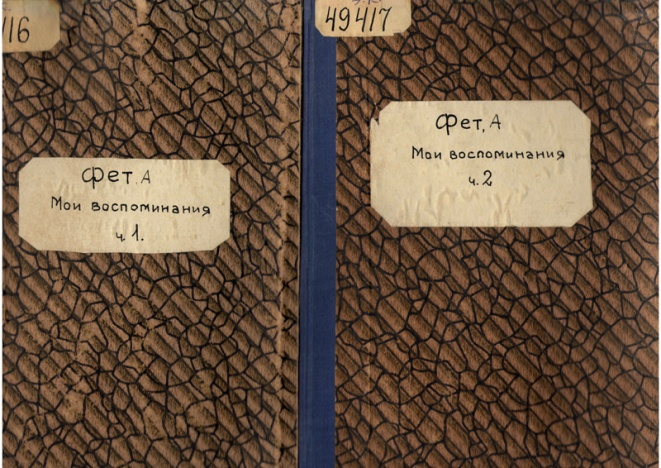 116
Фет. А
Мои воспоминания
ч. 1.
49417
Фет, А
Мои воспоминания
ч. 2